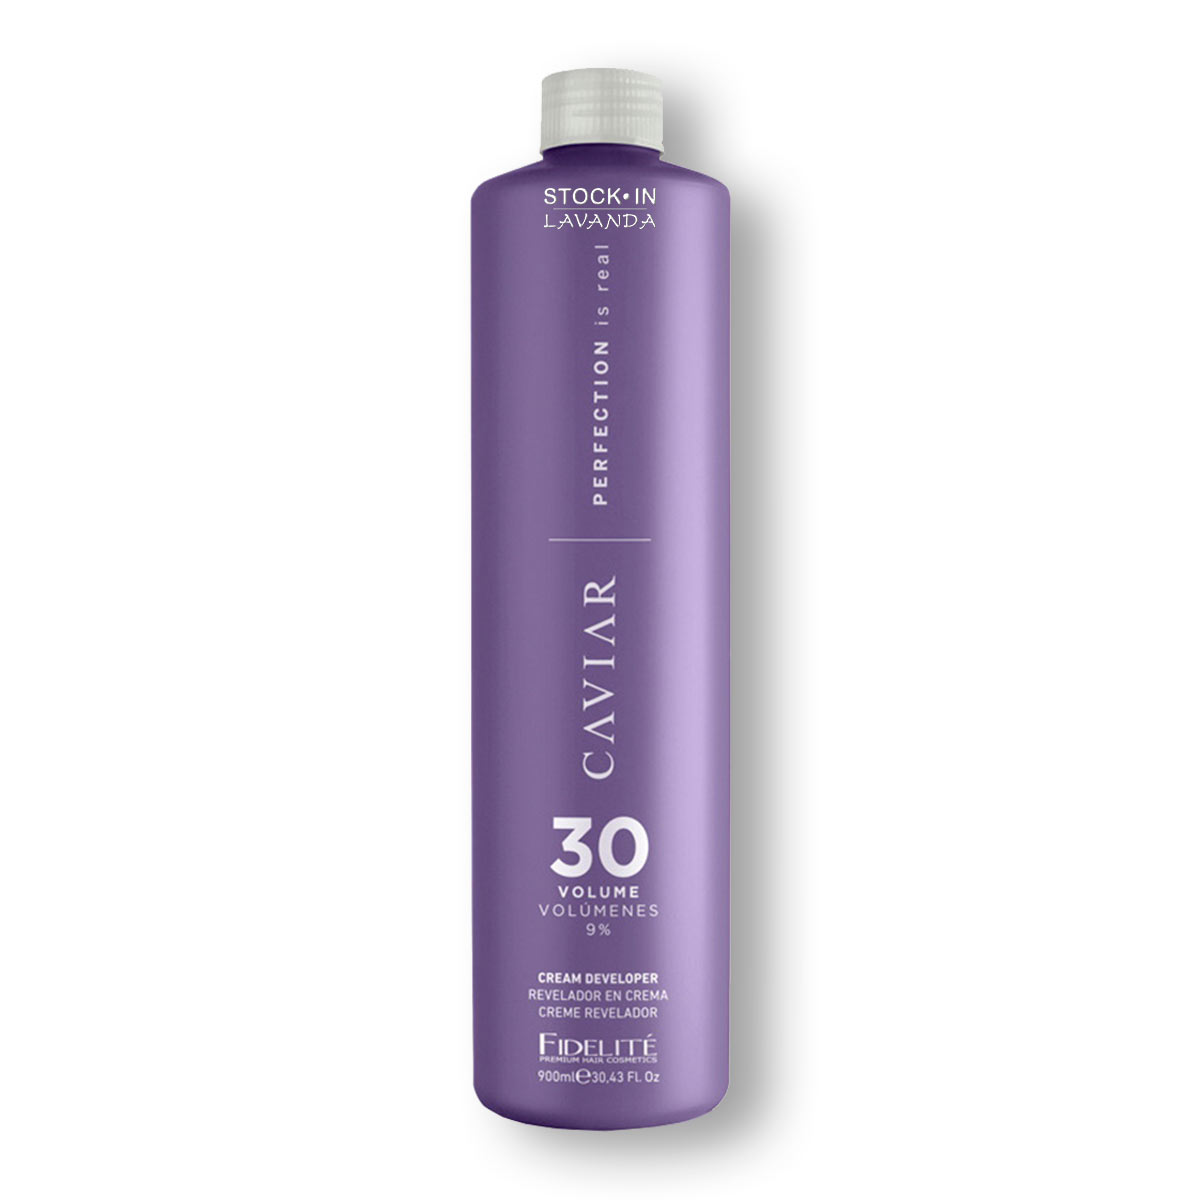 STOCK•IN
LAVANDA
PERFECTION is real
CAVIAR
30
VOLUME
VOLÚMENES
9%
CREAM DEVELOPER
REVELADOR EN CREMA
CREME REVELADOR
FIDELITÉ
PREMIUM HAIR COSMETICS
900ml℮30,43 Fl. Oz